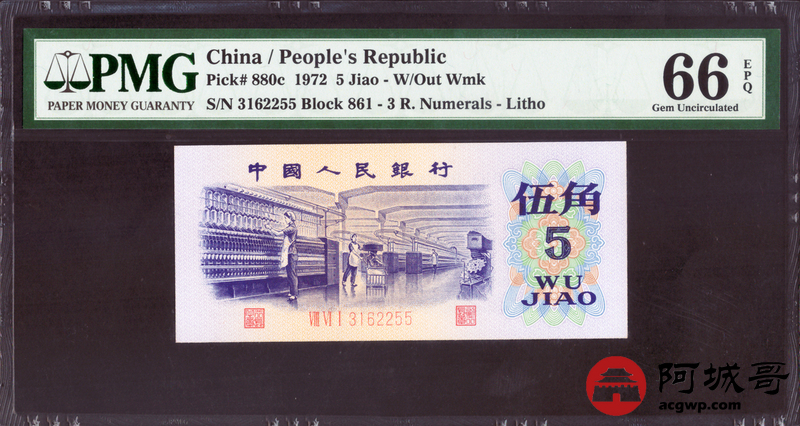 PMG
PAPER MONEY GUARANTY
China / People's Republic
Pick# 880c 1972 5 Jiao - W/Out Wmk
S/N 3162255 Block 861 - 3 R. Numerals - Litho
66
EPQ
Gem Uncirculated
中國人民銀行
伍角
5
WU
JIAO
VIII VI I 3162255
阿城哥
acgwp.com